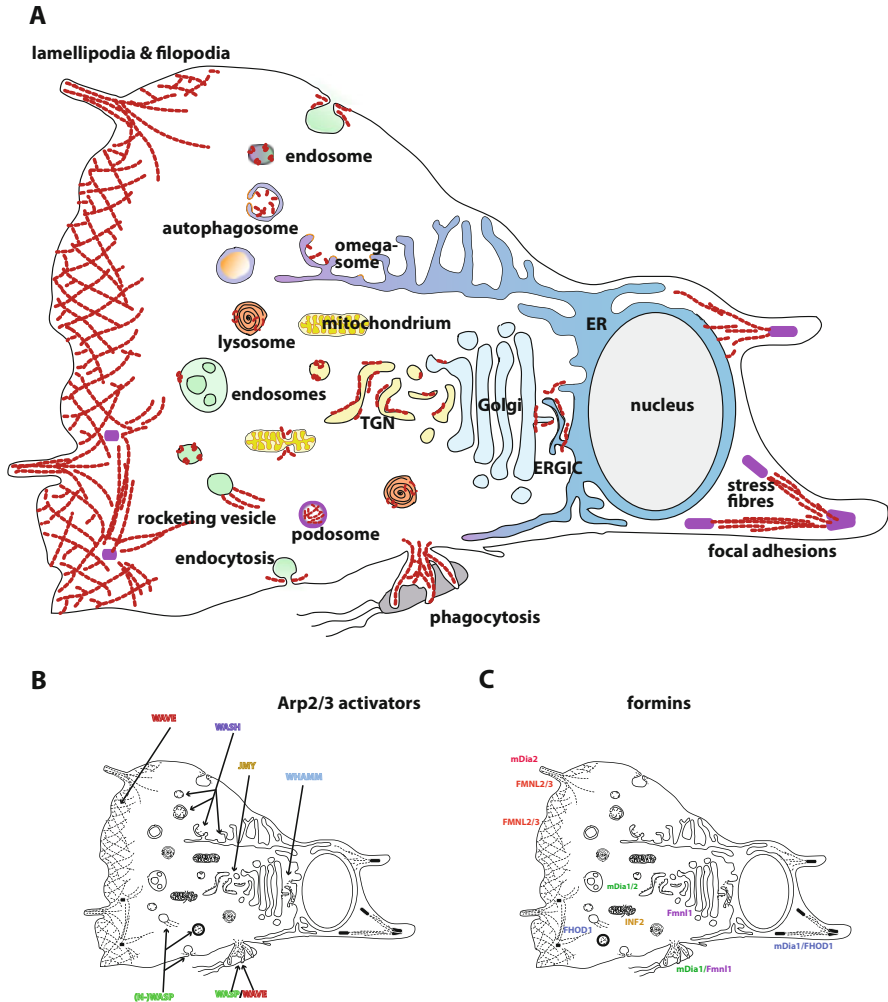 A
lamellipodia & filopodia
endosome
autophagosome
omega-
some
mitochondrium
lysosome
ER
endosomes
TGN
Golgi
nucleus
ERGIC
rocketing vesicle
podosome
stress
fibres
focal adhesions
endocytosis
phagocytosis
B
Arp2/3 activators
WAVE
WASH
JMY
WHAMM
(N-)WASP
WASP/WAVE
C
formins
mDia2
FMNL2/3
FMNL2/3
mDia1/2
Fmnl1
INF2
FHOD1
mDia1/FHOD1
mDia1/Fmnl1